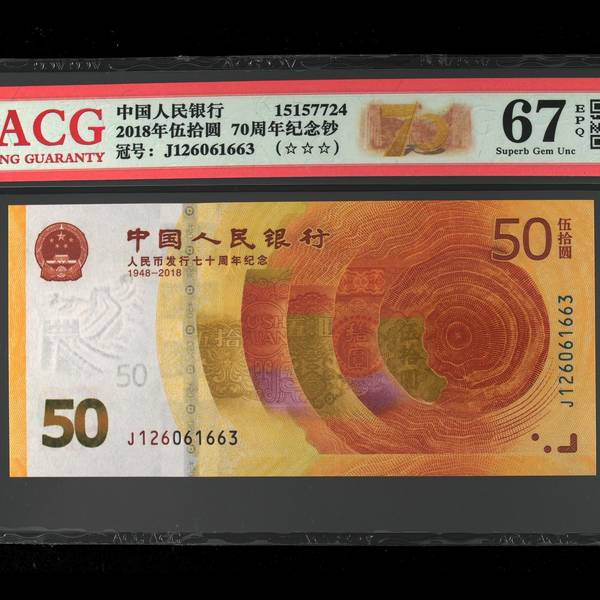 ACG
NG GUARANTY
中国人民银行 15157724
2018年伍拾圆 70周年纪念钞
冠号: J126061663 (☆☆☆)
70
67
EPQ
Superb Gem Unc
中国人民银行
人民币发行七十周年纪念
1948-2018
50
伍拾圆
50
50
J126061663
J126061663